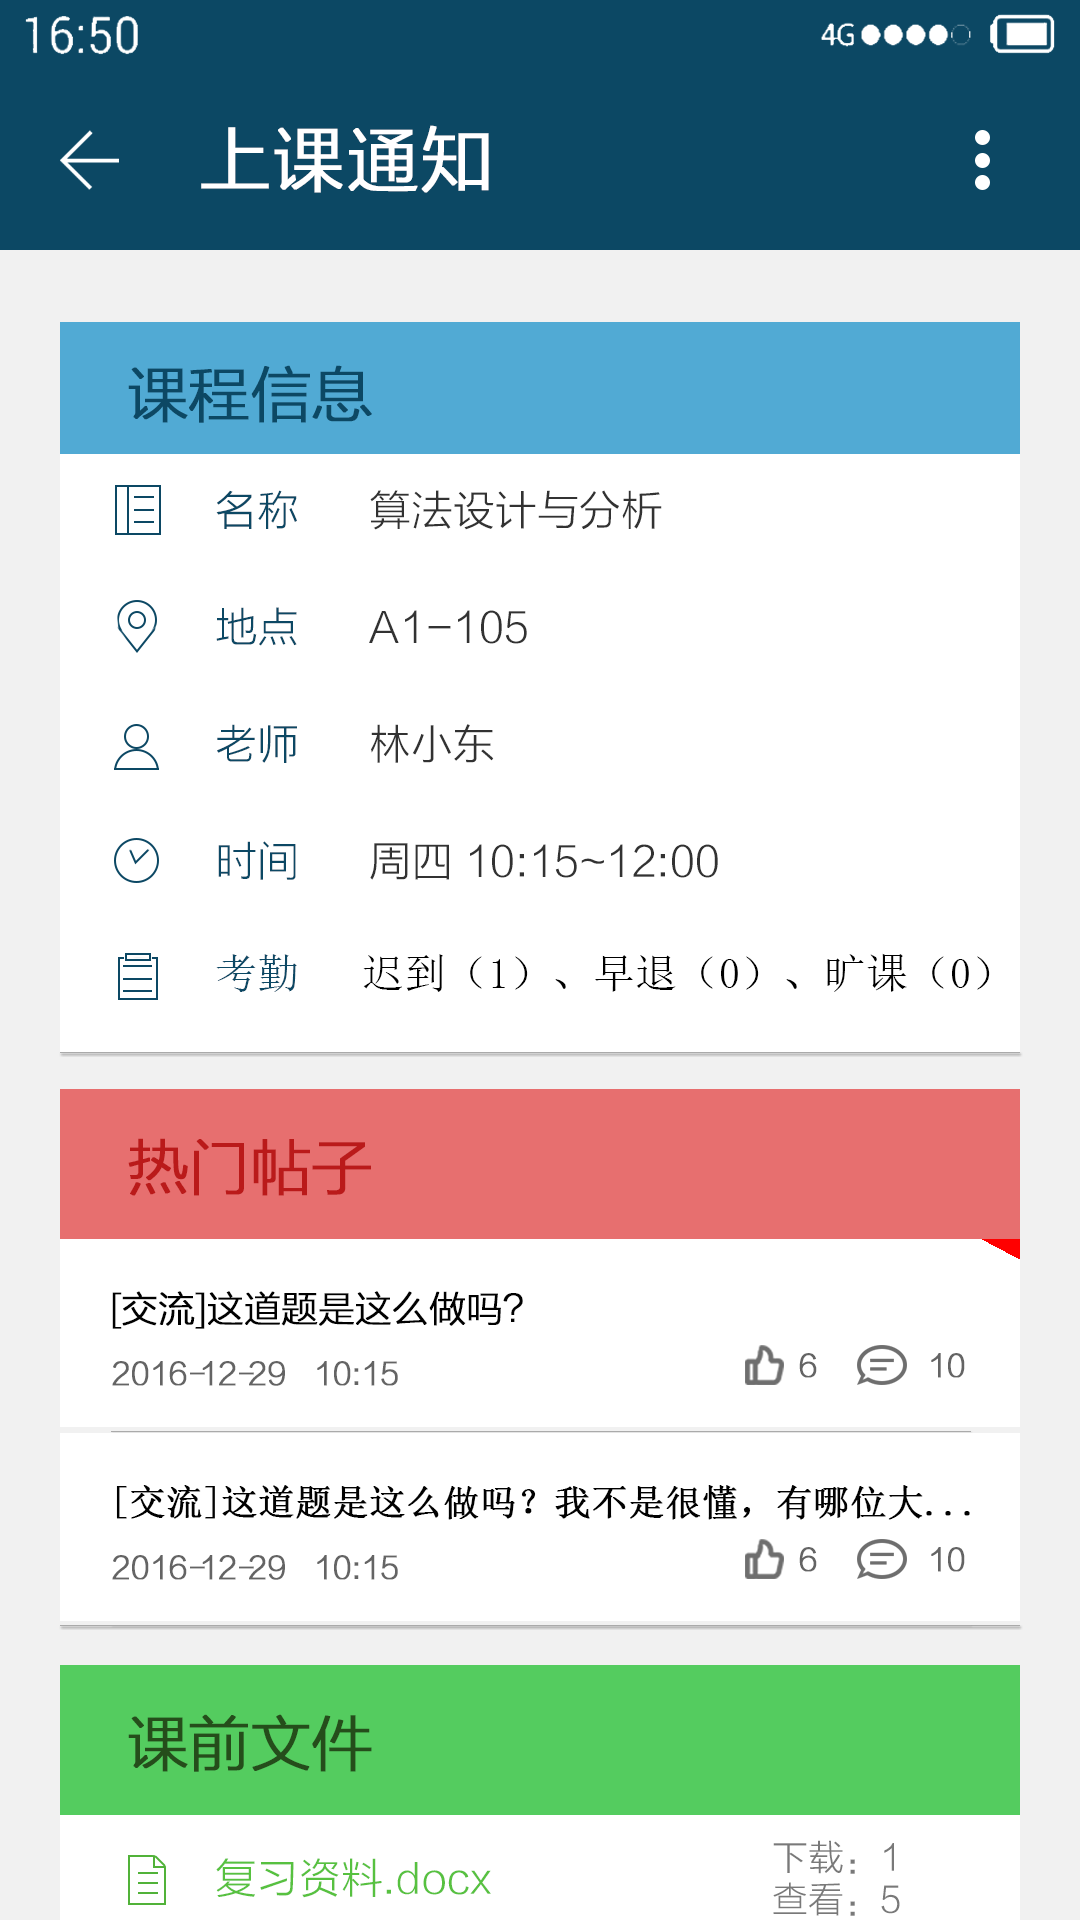 16:50 4G
上课通知
课程信息
名称 算法设计与分析
地点 A1-105
老师 林小东
时间 周四 10:15~12:00
考勤 迟到（1）、早退（0）、旷课（0）
热门帖子
[交流]这道题是这么做吗?
2016-12-29 10:15 6 10
[交流]这道题是这么做吗？我不是很懂，有哪位大...
2016-12-29 10:15 6 10
课前文件
复习资料.docx 下载：1
查看：5